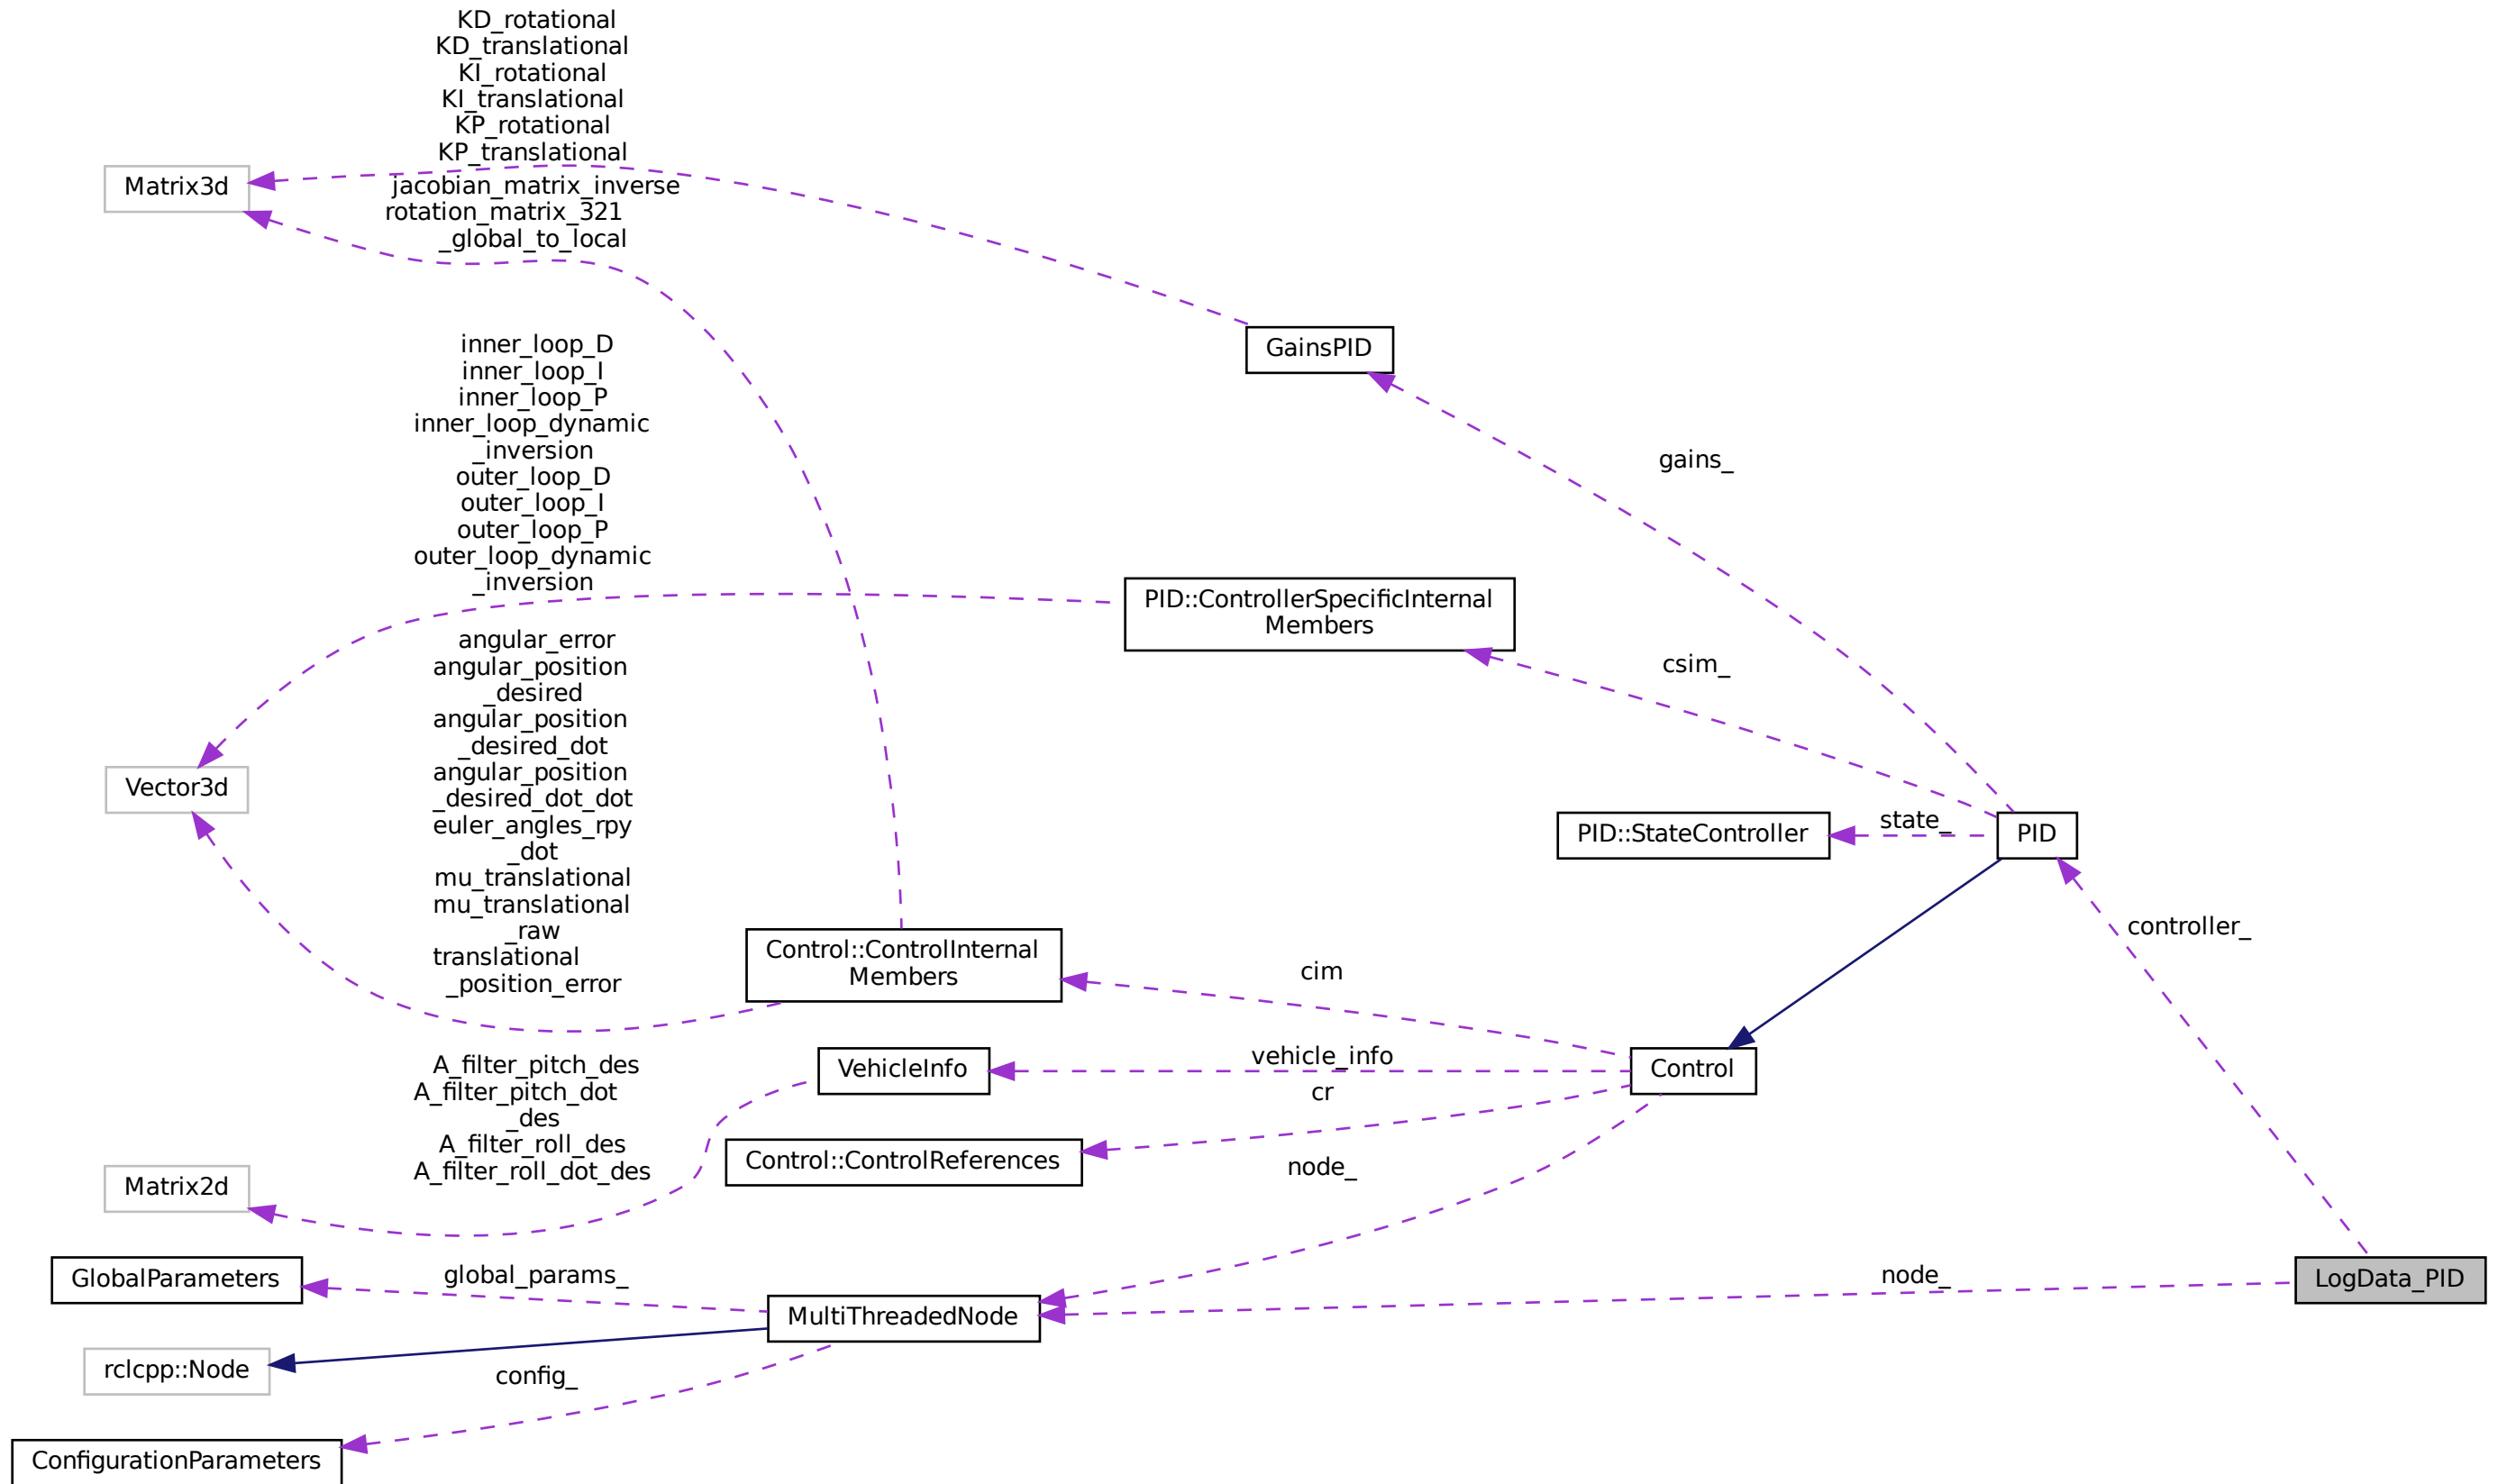 KD_rotational
KD_translational
KI_rotational
KI_translational
KP_rotational
KP_translational
Matrix3d
jacobian_matrix_inverse
rotation_matrix_321
_global_to_local
GainsPID
inner_loop_D
inner_loop_I
inner_loop_P
inner_loop_dynamic
_inversion
outer_loop_D
outer_loop_I
outer_loop_P
outer_loop_dynamic
_inversion
gains_
PID::ControllerSpecificInternal
Members
csim_
angular_error
angular_position
_desired
angular_position
_desired_dot
angular_position
_desired_dot_dot
euler_angles_rpy
_dot
mu_translational
mu_translational
_raw
translational
_position_error
Vector3d
PID::StateController
state_
PID
controller_
Control::ControlInternal
Members
cim
VehicleInfo
vehicle_info
Control
cr
A_filter_pitch_des
A_filter_pitch_dot
_des
A_filter_roll_des
A_filter_roll_dot_des
Control::ControlReferences
node_
Matrix2d
GlobalParameters
global_params_
node_
LogData_PID
MultiThreadedNode
rclcpp::Node
config_
ConfigurationParameters